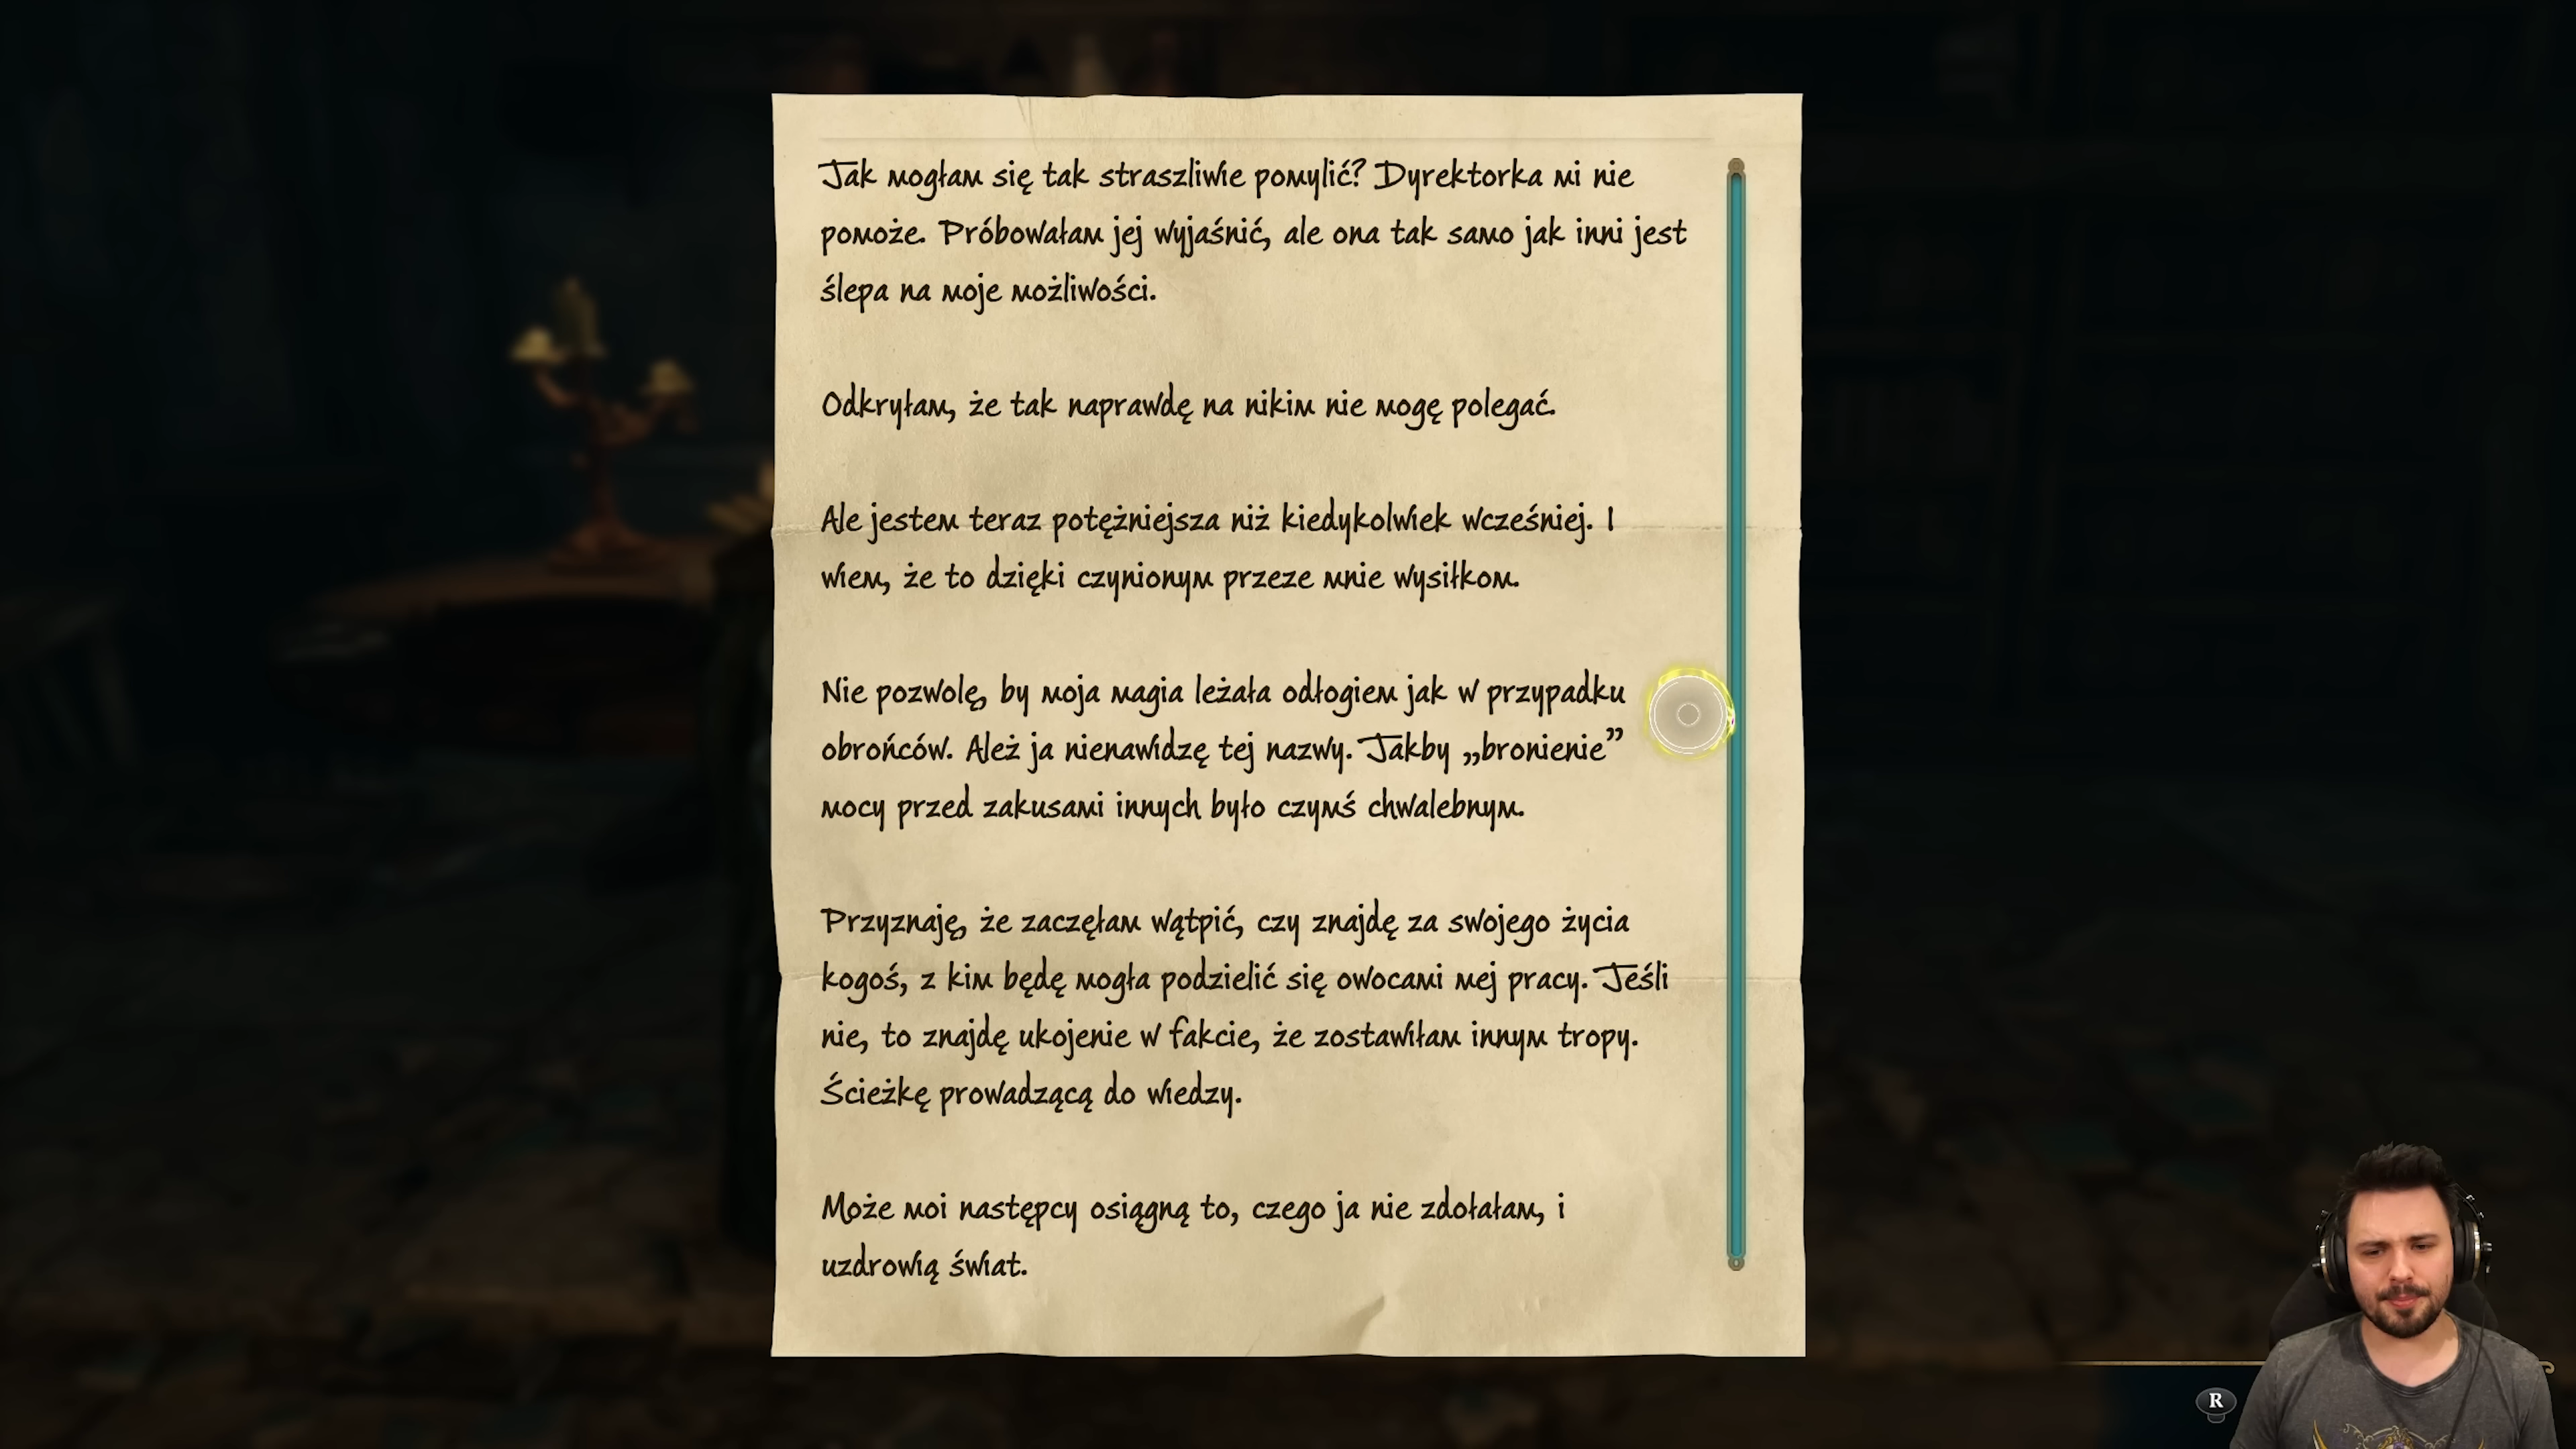 Jak mogłam się tak straszliwie pomylić? Dyrektorka mi nie
pomoże. Próbowałam jej wyjaśnić, ale ona tak samo jak inni jest
ślepa na moje możliwości.
Odkryłam, że tak naprawdę na nikim nie mogę polegać.
Ale jestem teraz potężniejsza niż kiedykolwiek wcześniej. I
wiem, że to dzięki czynionym przeze mnie wysiłkom.
Nie pozwolę, by moja magia leżała odłogiem jak w przypadku
obrońców. Ależ ja nienawidzę tej nazwy. Jakby „bronienie”
mocy przed zakusami innych było czymś chwalebnym.
Przyznaję, że zaczęłam wątpić, czy znajdę za swojego życia
kogoś, z kim będę mogła podzielić się owocami mej pracy. Jeśli
nie, to znajdę ukojenie w fakcie, że zostawiłam innym tropy.
Ścieżkę prowadzącą do wiedzy.
Może moi następcy osiągną to, czego ja nie zdołałam, i
uzdrowią świat.
R